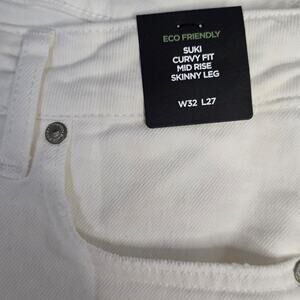 ECO FRIENDLY
SUKI
CURVY FIT
MID RISE
SKINNY LEG
W32 L27